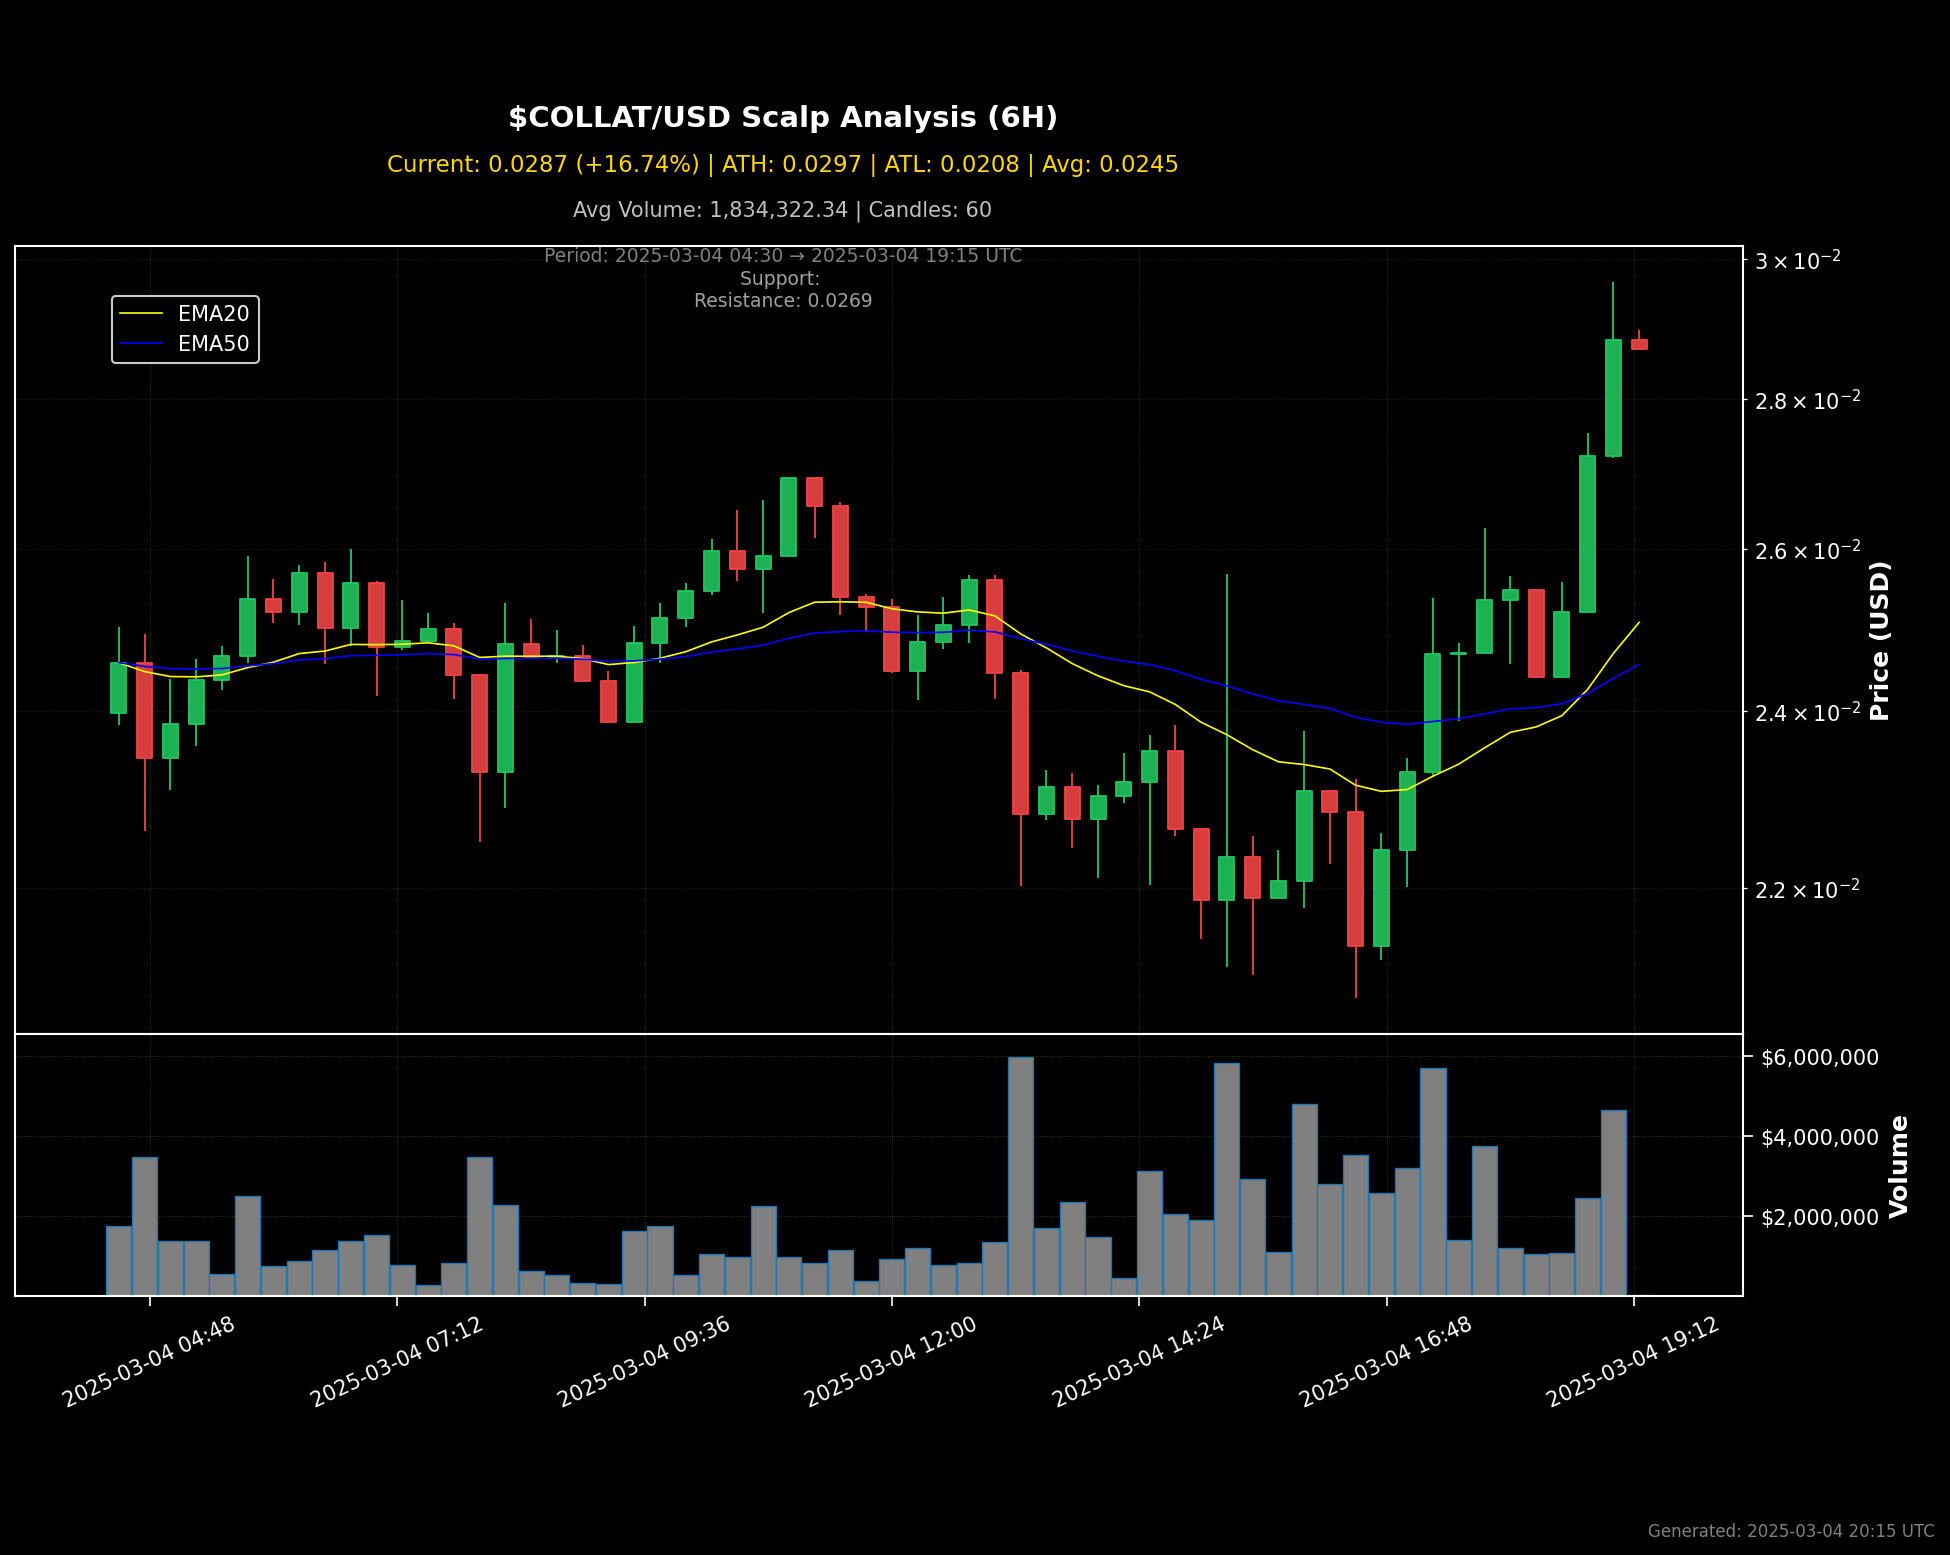 $COLLAT/USD Scalp Analysis (6H)
Current: 0.0287 (+16.74%) | ATH: 0.0297 | ATL: 0.0208 | Avg: 0.0245
Avg Volume: 1,834,322.34 | Candles: 60
Period: 2025-03-04 04:30 → 2025-03-04 19:15 UTC
Support:
Resistance: 0.0269
EMA20
EMA50
3 × 10⁻²
2.8 × 10⁻²
2.6 × 10⁻²
2.4 × 10⁻²
2.2 × 10⁻²
Price (USD)
$6,000,000
$4,000,000
$2,000,000
Volume
2025-03-04 04:48
2025-03-04 07:12
2025-03-04 09:36
2025-03-04 12:00
2025-03-04 14:24
2025-03-04 16:48
2025-03-04 19:12
Generated: 2025-03-04 20:15 UTC